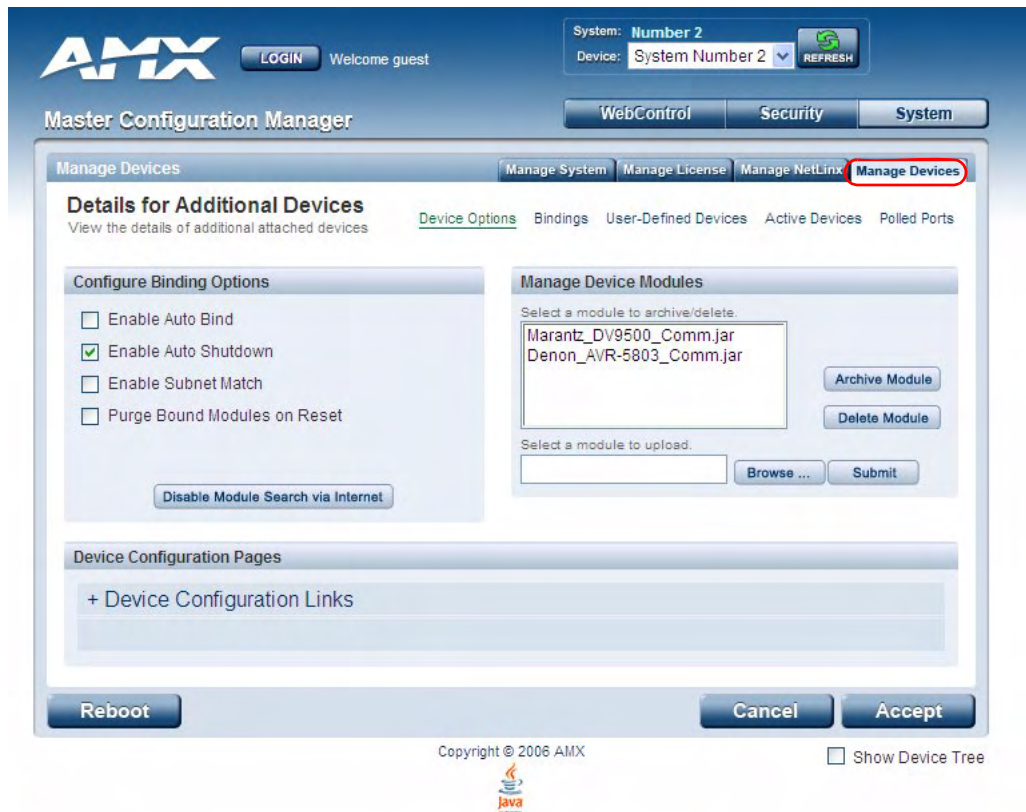 AMX
LOGIN Welcome guest
System: Number 2
Device: System Number 2
REFRESH
Master Configuration Manager
WebControl Security System
Manage Devices
Manage System Manage License Manage NetLinx Manage Devices
Details for Additional Devices
View the details of additional attached devices
Device Options Bindings User-Defined Devices Active Devices Polled Ports
Configure Binding Options
Enable Auto Bind
Enable Auto Shutdown
Enable Subnet Match
Purge Bound Modules on Reset
Disable Module Search via Internet
Manage Device Modules
Select a module to archive/delete.
Marantz_DV9500_Comm.jar
Denon_AVR-5803_Comm.jar
Archive Module
Delete Module
Select a module to upload.
Browse ... Submit
Device Configuration Pages
+ Device Configuration Links
Reboot Cancel Accept
Copyright © 2006 AMX
Show Device Tree
Java